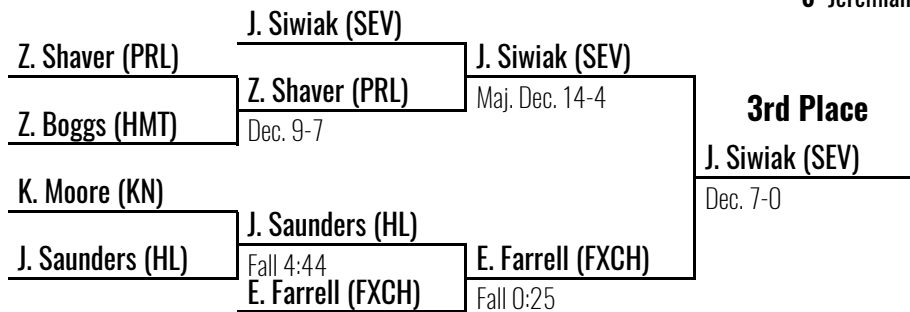 J. Siwiak (SEV)
Z. Shaver (PRL)
J. Siwiak (SEV)
Z. Shaver (PRL)
Maj. Dec. 14-4
3rd Place
Z. Boggs (HMT)
Dec. 9-7
J. Siwiak (SEV)
K. Moore (KN)
Dec. 7-0
J. Saunders (HL)
J. Saunders (HL)
Fall 4:44
E. Farrell (FXCH)
E. Farrell (FXCH)
Fall 0:25